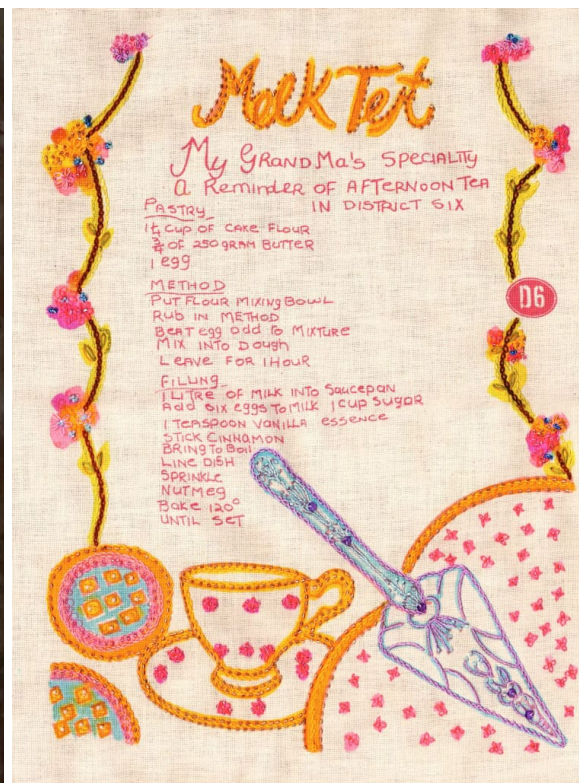 Melk Tert
My GRANDMa's SPECIALITY
a Reminder OF AFTERNOON Tea
IN DISTRICT SIX
PASTRY
1¼ cup OF CAKE FLOUR
¾ OF 250 gRAM BUTTER
1 egg
METHOD
PUT FLOUR MIXING BOWL
RUB IN METHOD
BeaT egg add To MIXTURE
MIX INTO Dough
LEAVE FOR 1 HOUR
D6
FILLING
1 LITRE OF MILK INTO Saucepan
Add SIX eggs To MILK 1 CUP SUgaR
1 TEASPOON VANILLA essence
STICK CINNAMON
BRING To BoIL
LINE DISH
SPRINKLE
NUTMEG
BaKe 120°
UNTIL SET